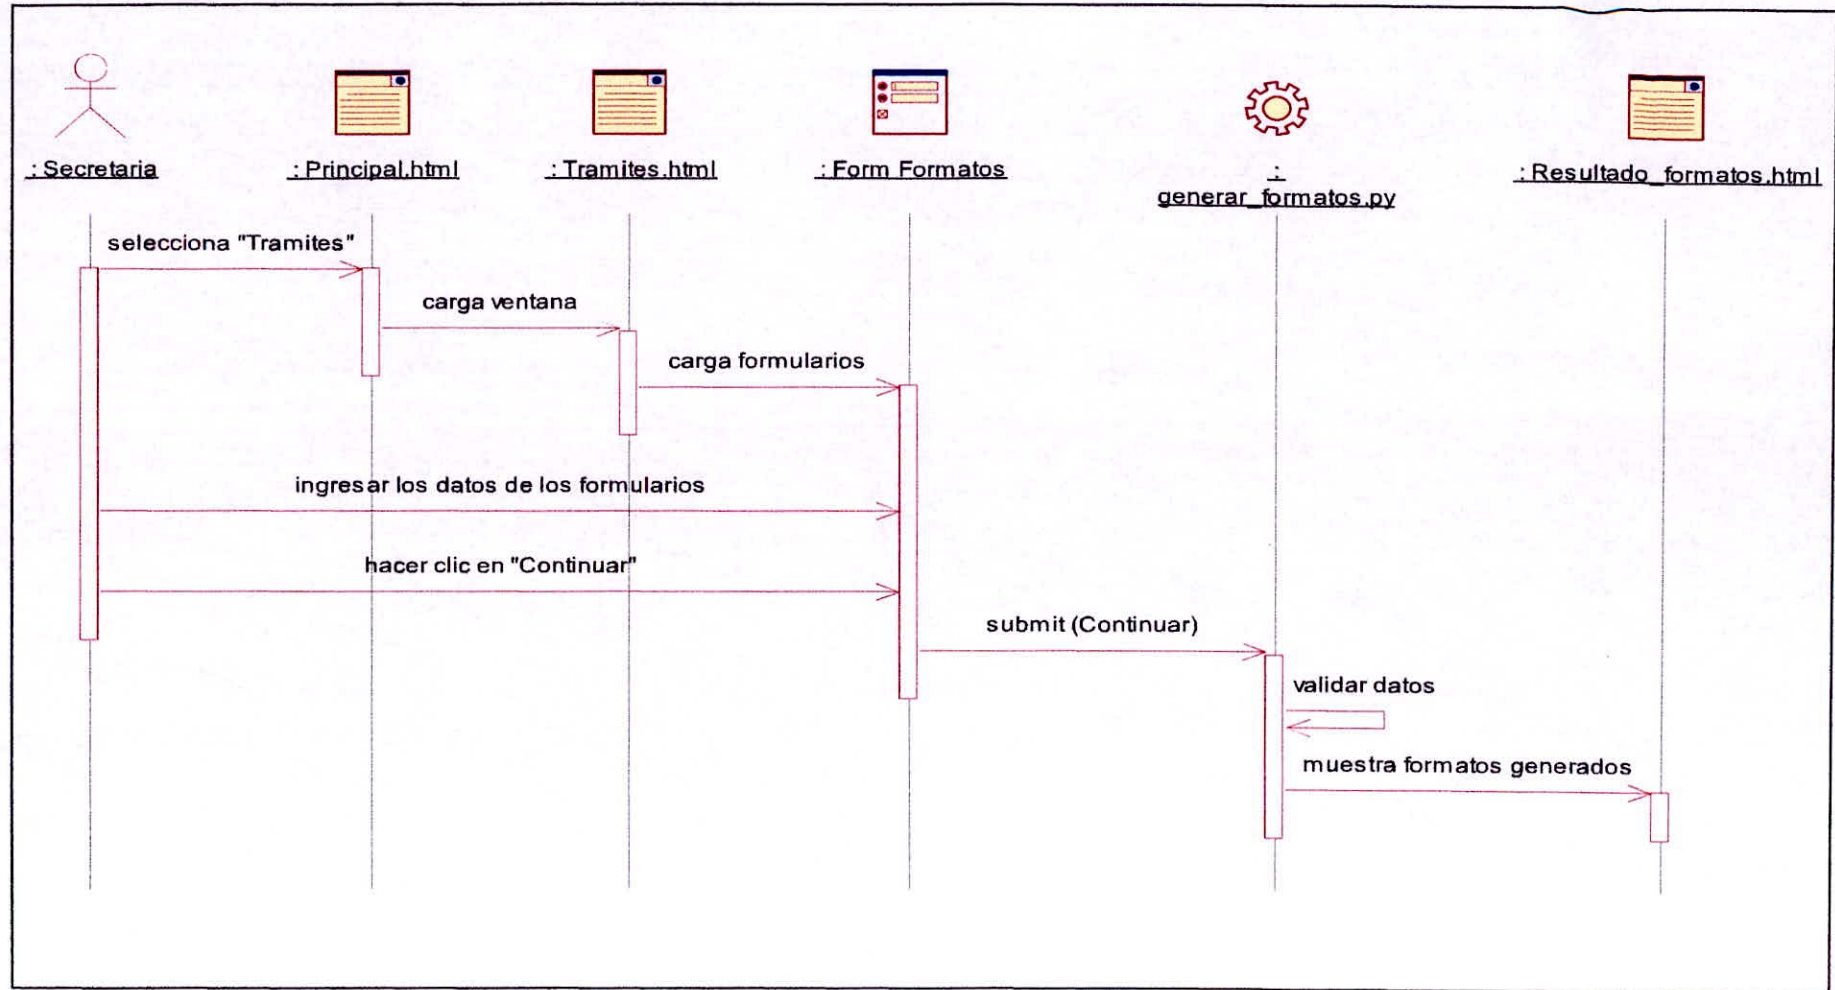 : Secretaria
: Principal.html
: Tramites.html
: Form Formatos
:
generar_formatos.py
: Resultado_formatos.html
selecciona "Tramites"
carga ventana
carga formularios
ingresar los datos de los formularios
hacer clic en "Continuar"
submit (Continuar)
validar datos
muestra formatos generados